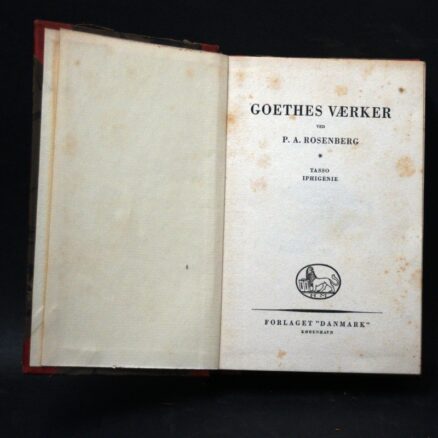 GOETHES VÆRKER
VED
P. A. ROSENBERG
TASSO
IPHIGENIE
FORLAGET "DANMARK"
KØBENHAVN